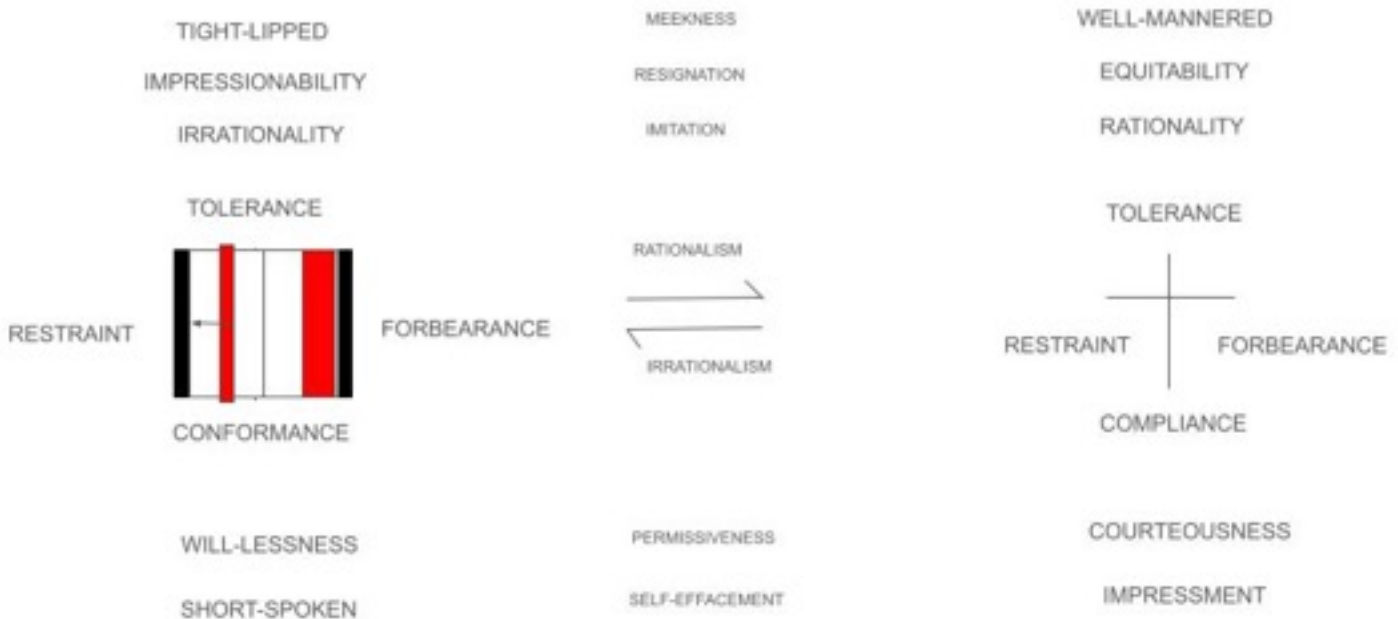 TIGHT-LIPPED
IMPRESSIONABILITY
IRRATIONALITY
TOLERANCE
RESTRAINT
FORBEARANCE
CONFORMANCE
WILL-LESSNESS
SHORT-SPOKEN
MEEKNESS
RESIGNATION
IMITATION
RATIONALISM
IRRATIONALISM
PERMISSIVENESS
SELF-EFFACEMENT
WELL-MANNERED
EQUITABILITY
RATIONALITY
TOLERANCE
RESTRAINT
FORBEARANCE
COMPLIANCE
COURTEOUSNESS
IMPRESSMENT